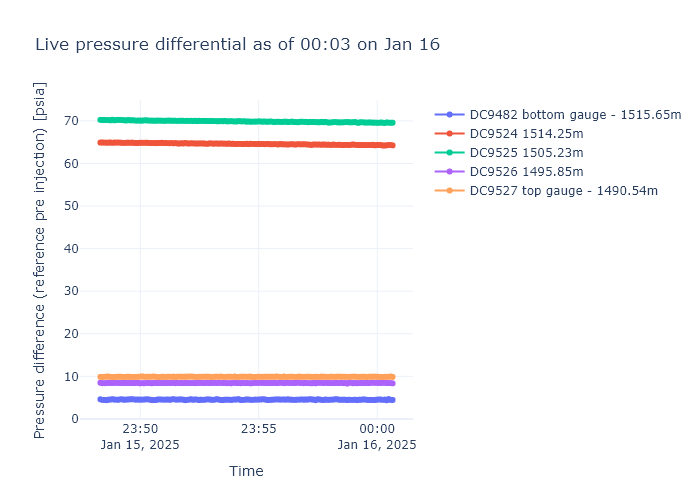 Live pressure differential as of 00:03 on Jan 16
Pressure difference (reference pre injection) [psia]
70
60
50
40
30
20
10
0
23:50
Jan 15, 2025
23:55
00:00
Jan 16, 2025
Time
DC9482 bottom gauge - 1515.65m
DC9524 1514.25m
DC9525 1505.23m
DC9526 1495.85m
DC9527 top gauge - 1490.54m